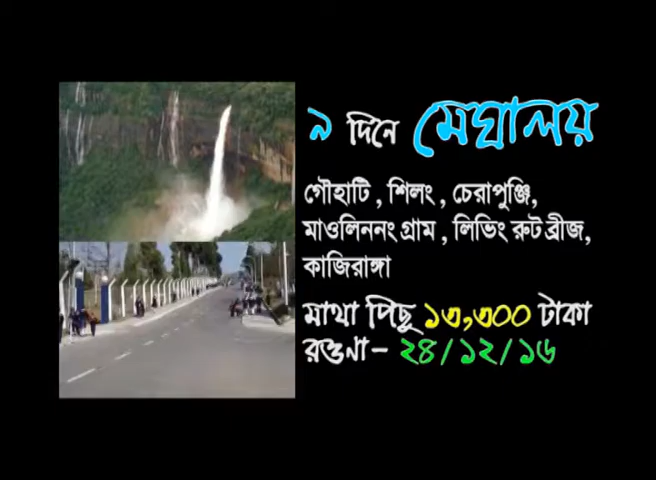 ৯ দিনে মেঘালয়
গৌহাটি , শিলং , চেরাপুঞ্জি,
মাওলিননং গ্রাম , লিভিং রুট ব্রীজ,
কাজিরাঙ্গা
মাথা পিছু ১৩,৩০০ টাকা
রওনা- ২৪/১২/১৬